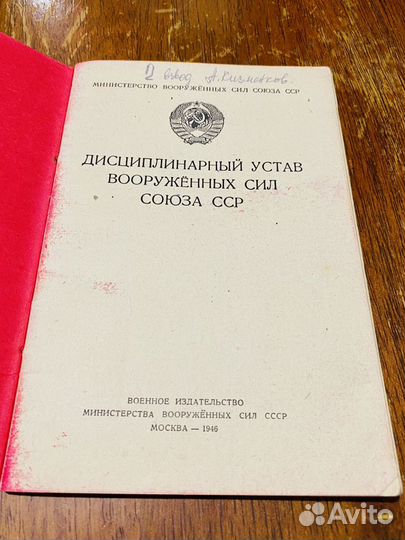 2 взвод А. Кизменков
МИНИСТЕРСТВО ВООРУЖЁННЫХ СИЛ СОЮЗА ССР
ДИСЦИПЛИНАРНЫЙ УСТАВ
ВООРУЖЁННЫХ СИЛ
СОЮЗА ССР
ВОЕННОЕ ИЗДАТЕЛЬСТВО
МИНИСТЕРСТВА ВООРУЖЁННЫХ СИЛ СССР
МОСКВА — 1946
Avito